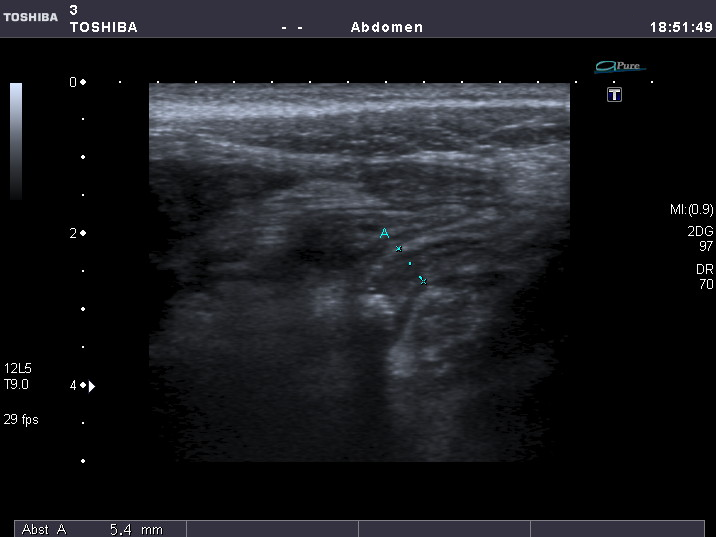 TOSHIBA
3
TOSHIBA - - Abdomen 18:51:49
Pure
T
0
A
2
4
MI:(0.9)
2DG
97
DR
70
12L5
T9.0
29 fps
Abst A 5.4 mm